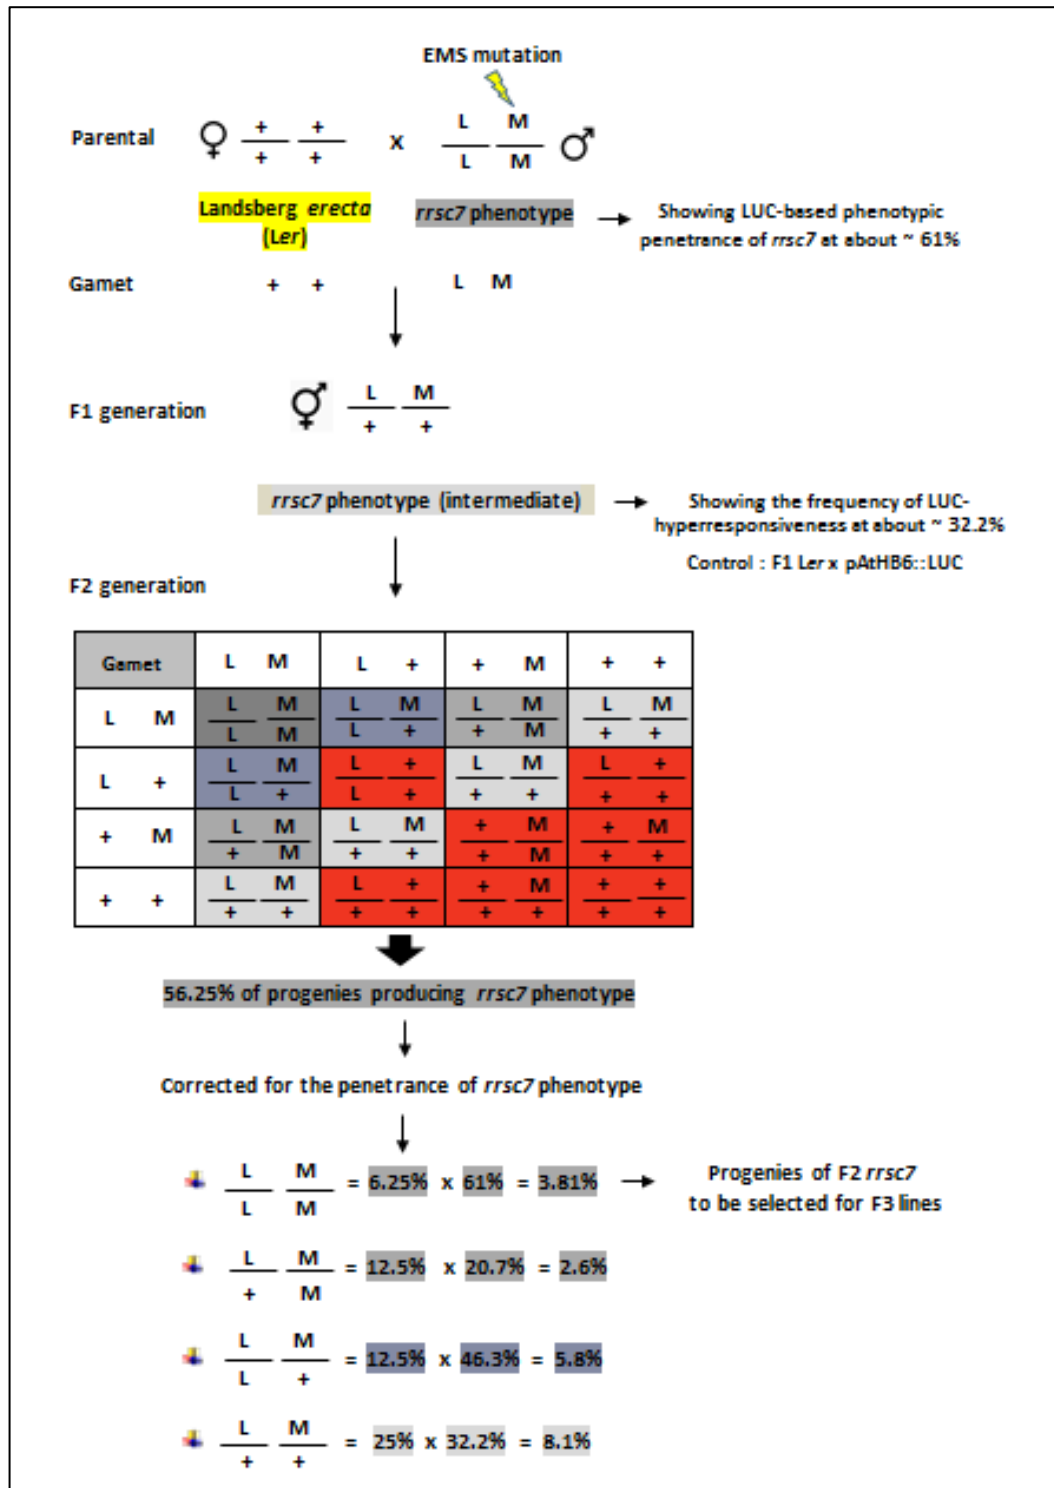 EMS mutation
Parental + + x L M
+ + L M
Landsberg erecta
(Ler)
rrsc7 phenotype
Showing LUC-based phenotypic
penetrance of rrsc7 at about ~ 61%
Gamet + + L M
F1 generation L M
+ +
rrsc7 phenotype (intermediate)
Showing the frequency of LUC-
hyperresponsiveness at about ~ 32.2%
Control : F1 Ler x pAtHB6::LUC
F2 generation
Gamet L M L + + M + +
L M L M L M L M L M
L M L + + M + +
L + L M L + L M L +
L + L + + + + +
+ M L M L M + M + M
+ M + + + M + +
+ + L M L + + M + +
+ + + + + + + +
56.25% of progenies producing rrsc7 phenotype
Corrected for the penetrance of rrsc7 phenotype
L M = 6.25% x 61% = 3.81%
L M
Progenies of F2 rrsc7
to be selected for F3 lines
L M = 12.5% x 20.7% = 2.6%
+ M
L M = 12.5% x 46.3% = 5.8%
L +
L M = 25% x 32.2% = 8.1%
+ +